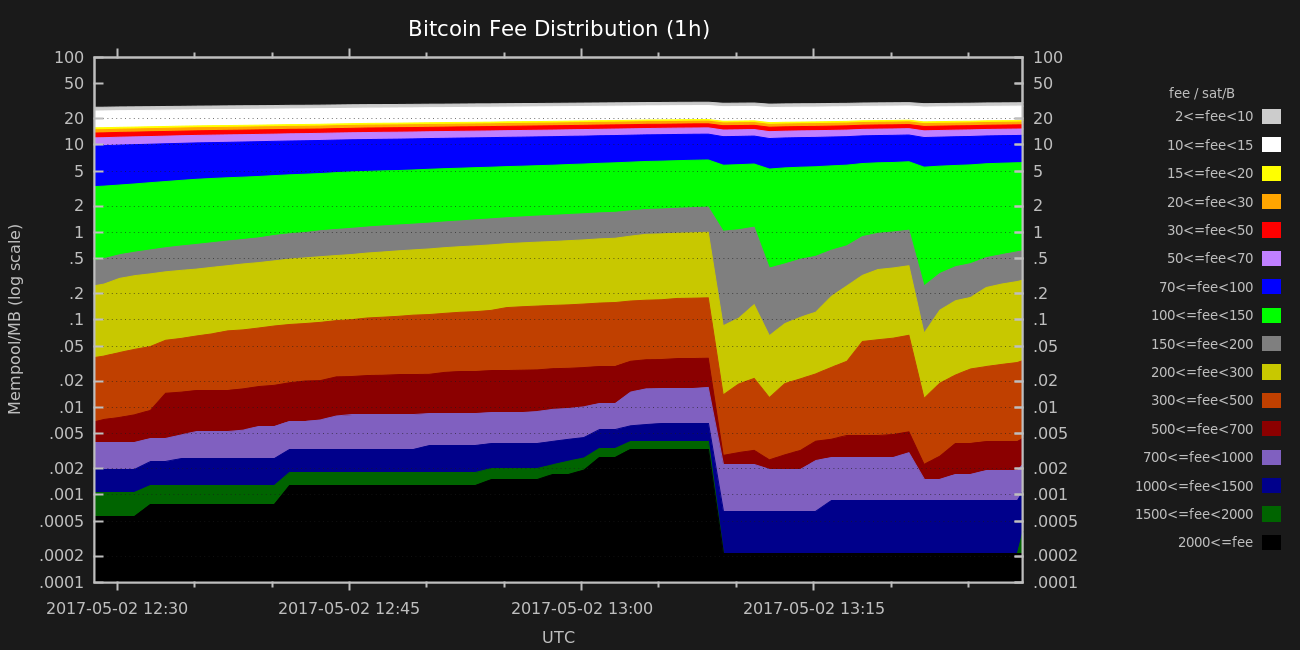 Bitcoin Fee Distribution (1h)
100
50
20
10
5
2
1
.5
.2
.1
.05
.02
.01
.005
.002
.001
.0005
.0002
.0001
Mempool/MB (log scale)
100
50
20
10
5
2
1
.5
.2
.1
.05
.02
.01
.005
.002
.001
.0005
.0002
.0001
2017-05-02 12:30
2017-05-02 12:45
2017-05-02 13:00
2017-05-02 13:15
UTC
fee / sat/B
2<=fee<10
10<=fee<15
15<=fee<20
20<=fee<30
30<=fee<50
50<=fee<70
70<=fee<100
100<=fee<150
150<=fee<200
200<=fee<300
300<=fee<500
500<=fee<700
700<=fee<1000
1000<=fee<1500
1500<=fee<2000
2000<=fee